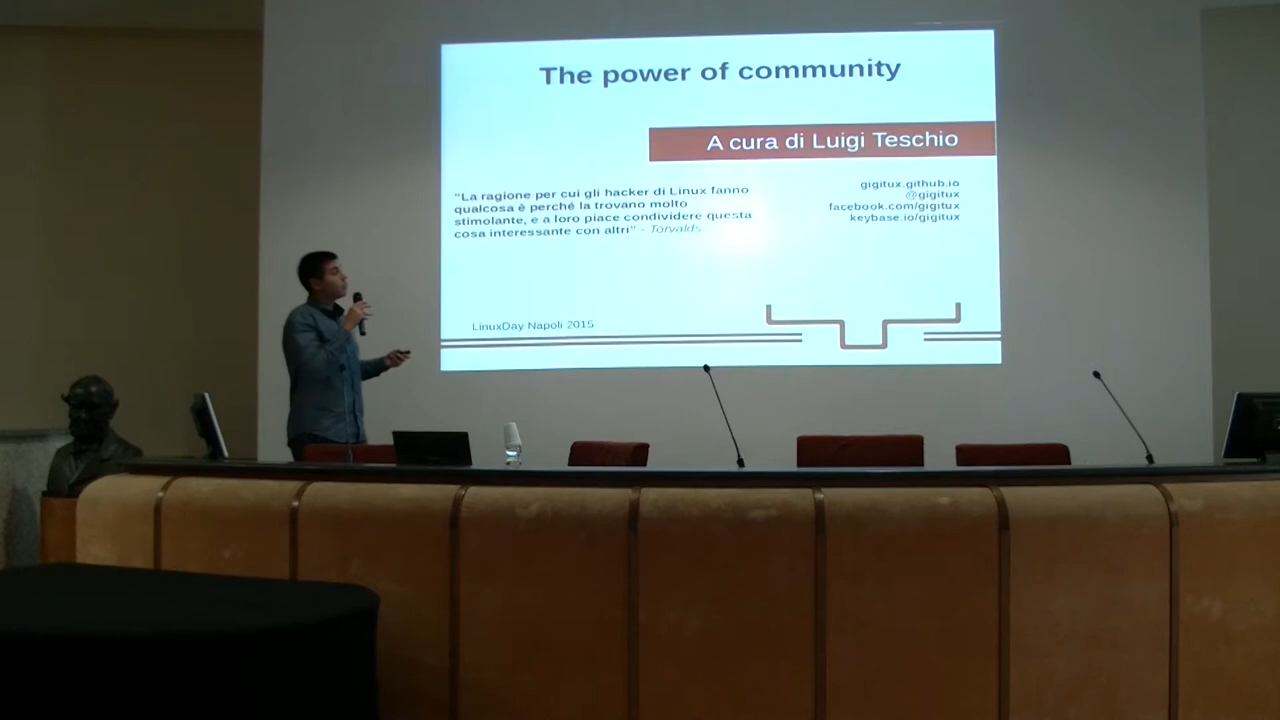 The power of community
A cura di Luigi Teschio
"La ragione per cui gli hacker di Linux fanno
qualcosa è perché la trovano molto
stimolante, e a loro piace condividere questa
cosa interessante con altri" - Torvalds
gigitux.github.io
@gigitux
facebook.com/gigitux
keybase.io/gigitux
LinuxDay Napoli 2015